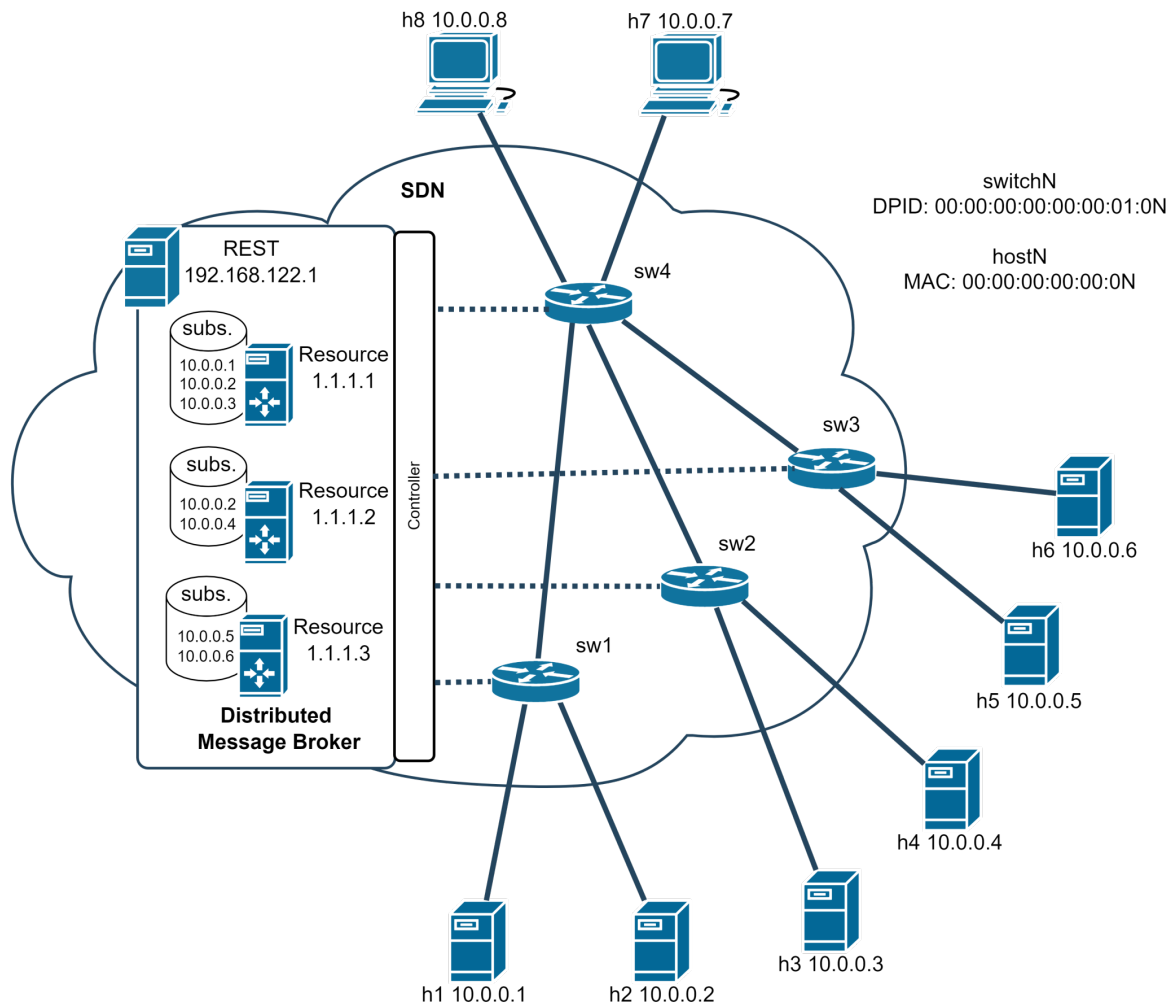 h8 10.0.0.8
h7 10.0.0.7
SDN
switchN
DPID: 00:00:00:00:00:00:01:0N
hostN
MAC: 00:00:00:00:00:0N
REST
192.168.122.1
sw4
subs.
10.0.0.1
10.0.0.2
10.0.0.3
Resource
1.1.1.1
sw3
subs.
10.0.0.2
10.0.0.4
Resource
1.1.1.2
Controller
sw2
h6 10.0.0.6
subs.
10.0.0.5
10.0.0.6
Resource
1.1.1.3
sw1
h5 10.0.0.5
Distributed
Message Broker
h4 10.0.0.4
h3 10.0.0.3
h1 10.0.0.1
h2 10.0.0.2